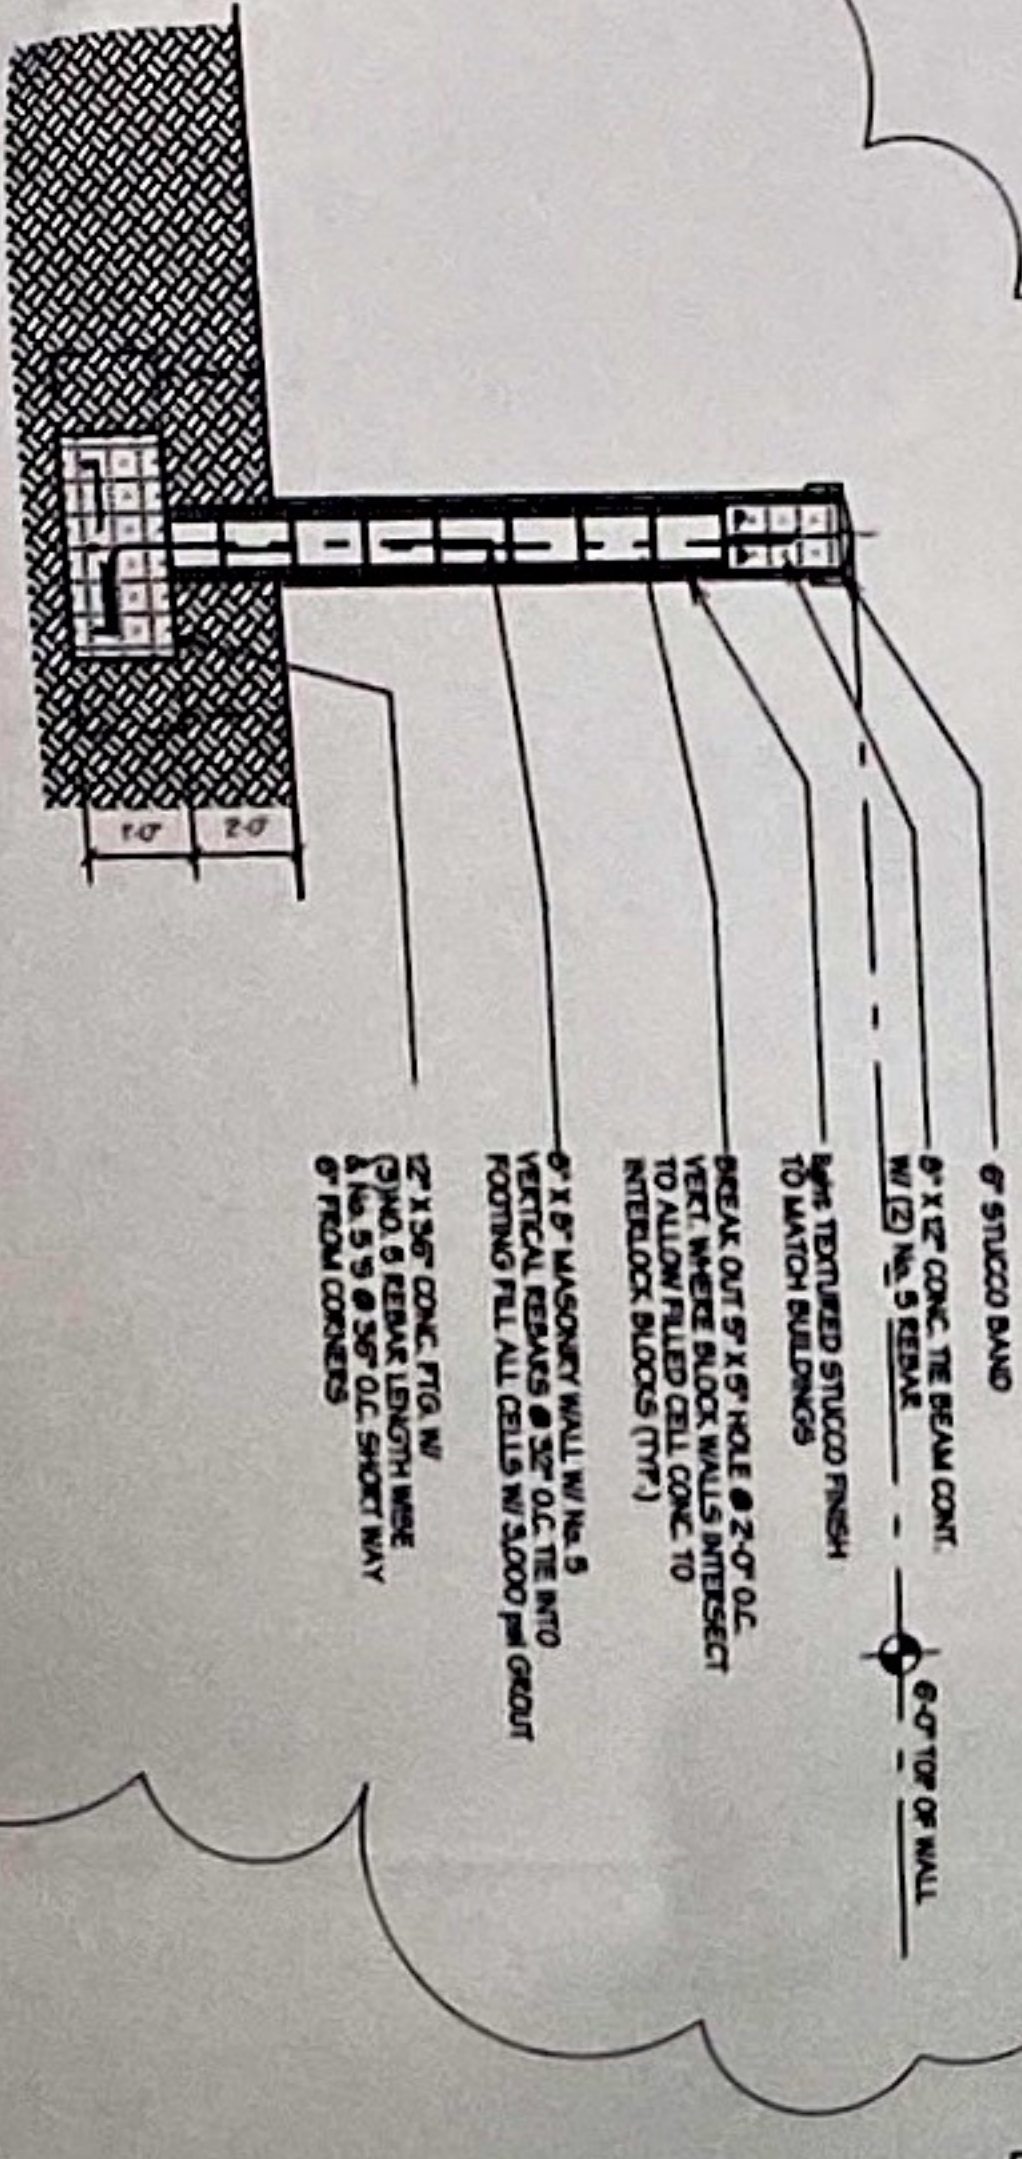 6" STUCCO BAND
8" X 12" CONC. TIE BEAM CONT.
W/ (2) No. 5 REBAR
6'-0" TOP OF WALL
TEXTURED STUCCO FINISH
TO MATCH BUILDINGS
BREAK OUT 5" X 5" HOLE @ 2'-0" O.C.
VERT. WHERE BLOCK WALLS INTERSECT
TO ALLOW FILLED CELL CONC. TO
INTERLOCK BLOCKS (TYP.)
MASONRY WALL W/ No. 5
VERTICAL REBARS @ 32" O.C. TIE INTO
FOOTING FILL ALL CELLS W/ 3,000 psi GROUT
12" X 36" CONC. FTG. W/
(3) NO. 5 REBAR LENGTH WISE
& No. 5'S @ 36" O.C. SHORT WAY
6" FROM CORNERS
2'-0"
1'-0"